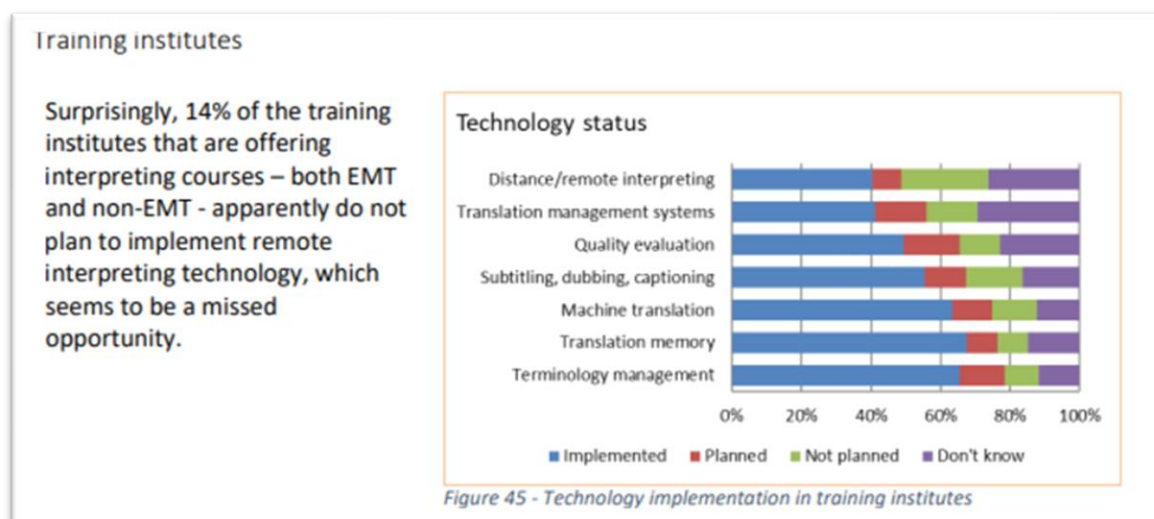 Training institutes
Surprisingly, 14% of the training
institutes that are offering
interpreting courses – both EMT
and non-EMT - apparently do not
plan to implement remote
interpreting technology, which
seems to be a missed
opportunity.
Technology status
Distance/remote interpreting
Translation management systems
Quality evaluation
Subtitling, dubbing, captioning
Machine translation
Translation memory
Terminology management
0% 20% 40% 60% 80% 100%
Implemented Planned Not planned Don't know
Figure 45 - Technology implementation in training institutes